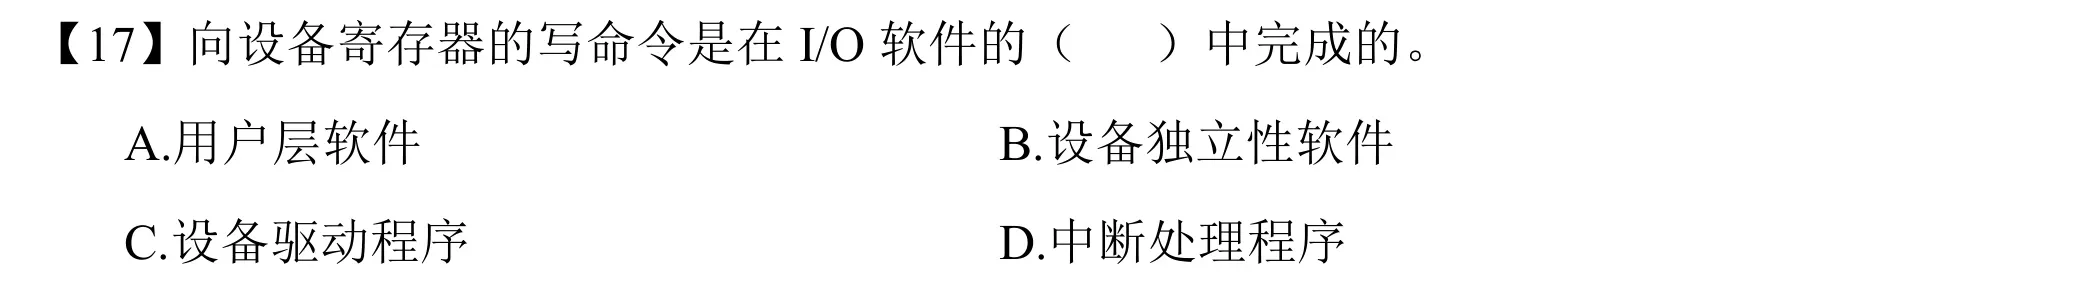 【17】向设备寄存器的写命令是在 I/O 软件的（　　）中完成的。
A.用户层软件 B.设备独立性软件
C.设备驱动程序 D.中断处理程序